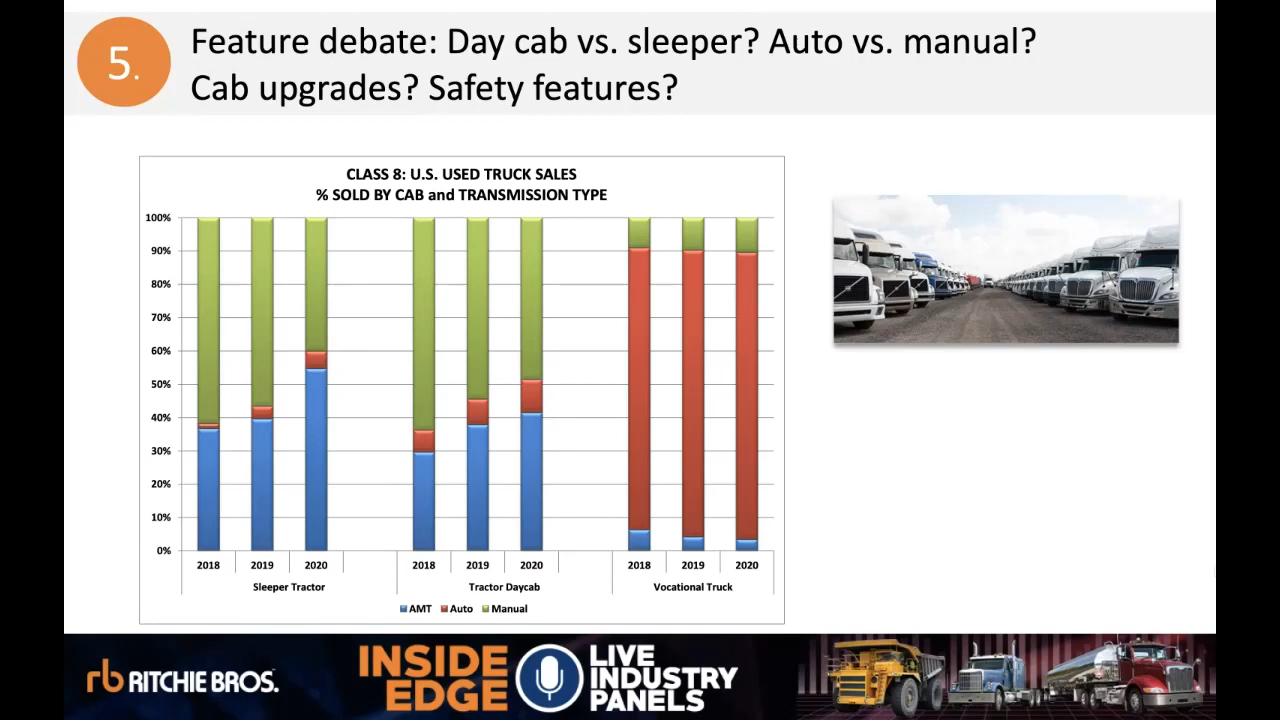 5.
Feature debate: Day cab vs. sleeper? Auto vs. manual?
Cab upgrades? Safety features?
CLASS 8: U.S. USED TRUCK SALES
% SOLD BY CAB and TRANSMISSION TYPE
100%
90%
80%
70%
60%
50%
40%
30%
20%
10%
0%
2018 2019 2020 2018 2019 2020 2018 2019 2020
Sleeper Tractor Tractor Daycab Vocational Truck
AMT Auto Manual
rb RITCHIE BROS.
INSIDE
EDGE
LIVE
INDUSTRY
PANELS